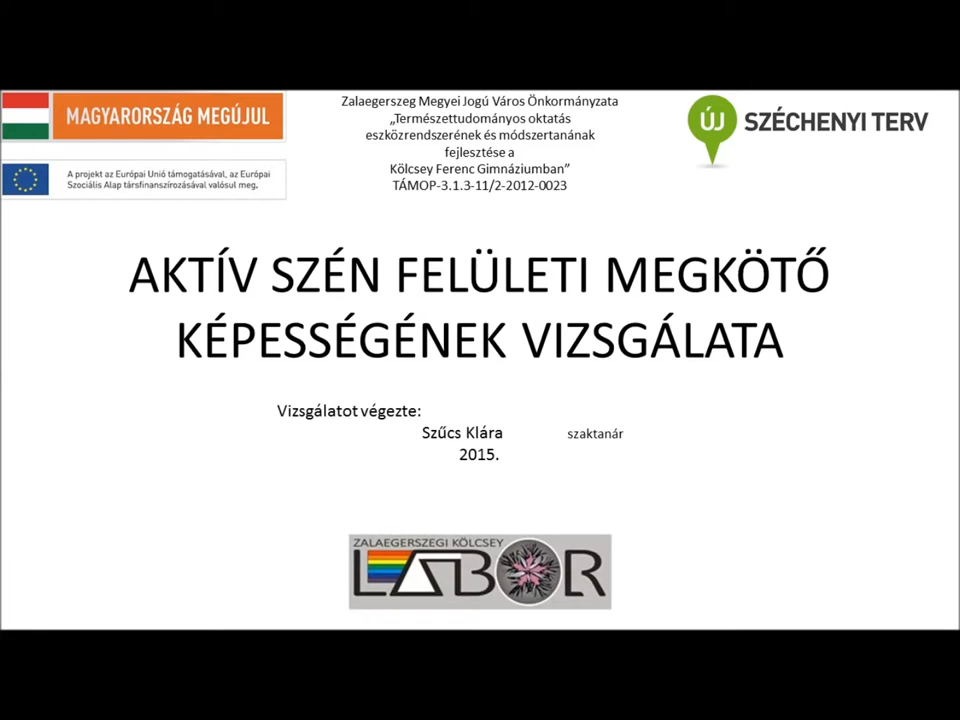 MAGYARORSZÁG MEGÚJUL
A projekt az Európai Unió támogatásával, az Európai
Szociális Alap társfinanszírozásával valósul meg.
Zalaegerszeg Megyei Jogú Város Önkormányzata
„Természettudományos oktatás
eszközrendszerének és módszertanának
fejlesztése a
Kölcsey Ferenc Gimnáziumban”
TÁMOP-3.1.3-11/2-2012-0023
ÚJ SZÉCHENYI TERV
AKTÍV SZÉN FELÜLETI MEGKÖTŐ
KÉPESSÉGÉNEK VIZSGÁLATA
Vizsgálatot végezte:
Szűcs Klára szaktanár
2015.
ZALAEGERSZEGI KÖLCSEY
LABOR